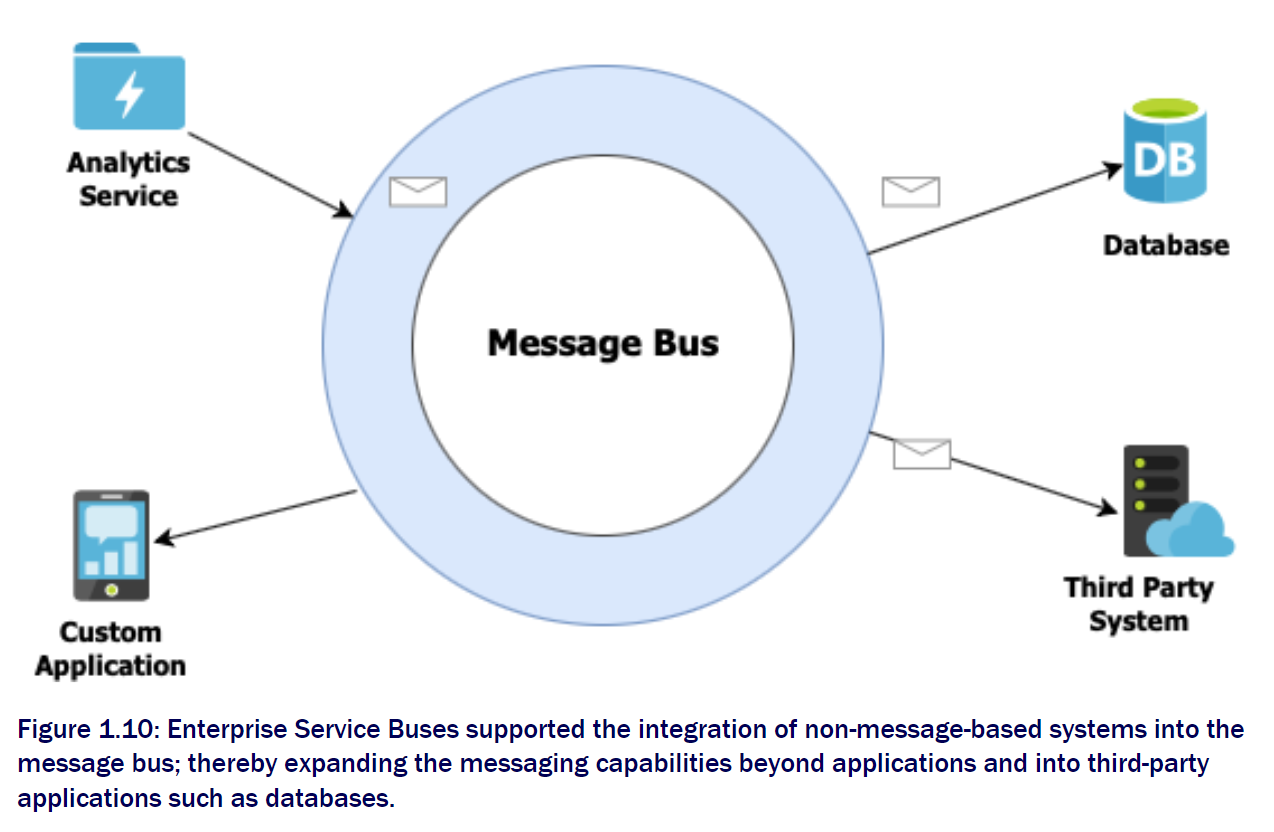 Analytics
Service
DB
Database
Message Bus
Third Party
System
Custom
Application
Figure 1.10: Enterprise Service Buses supported the integration of non-message-based systems into the
message bus; thereby expanding the messaging capabilities beyond applications and into third-party
applications such as databases.